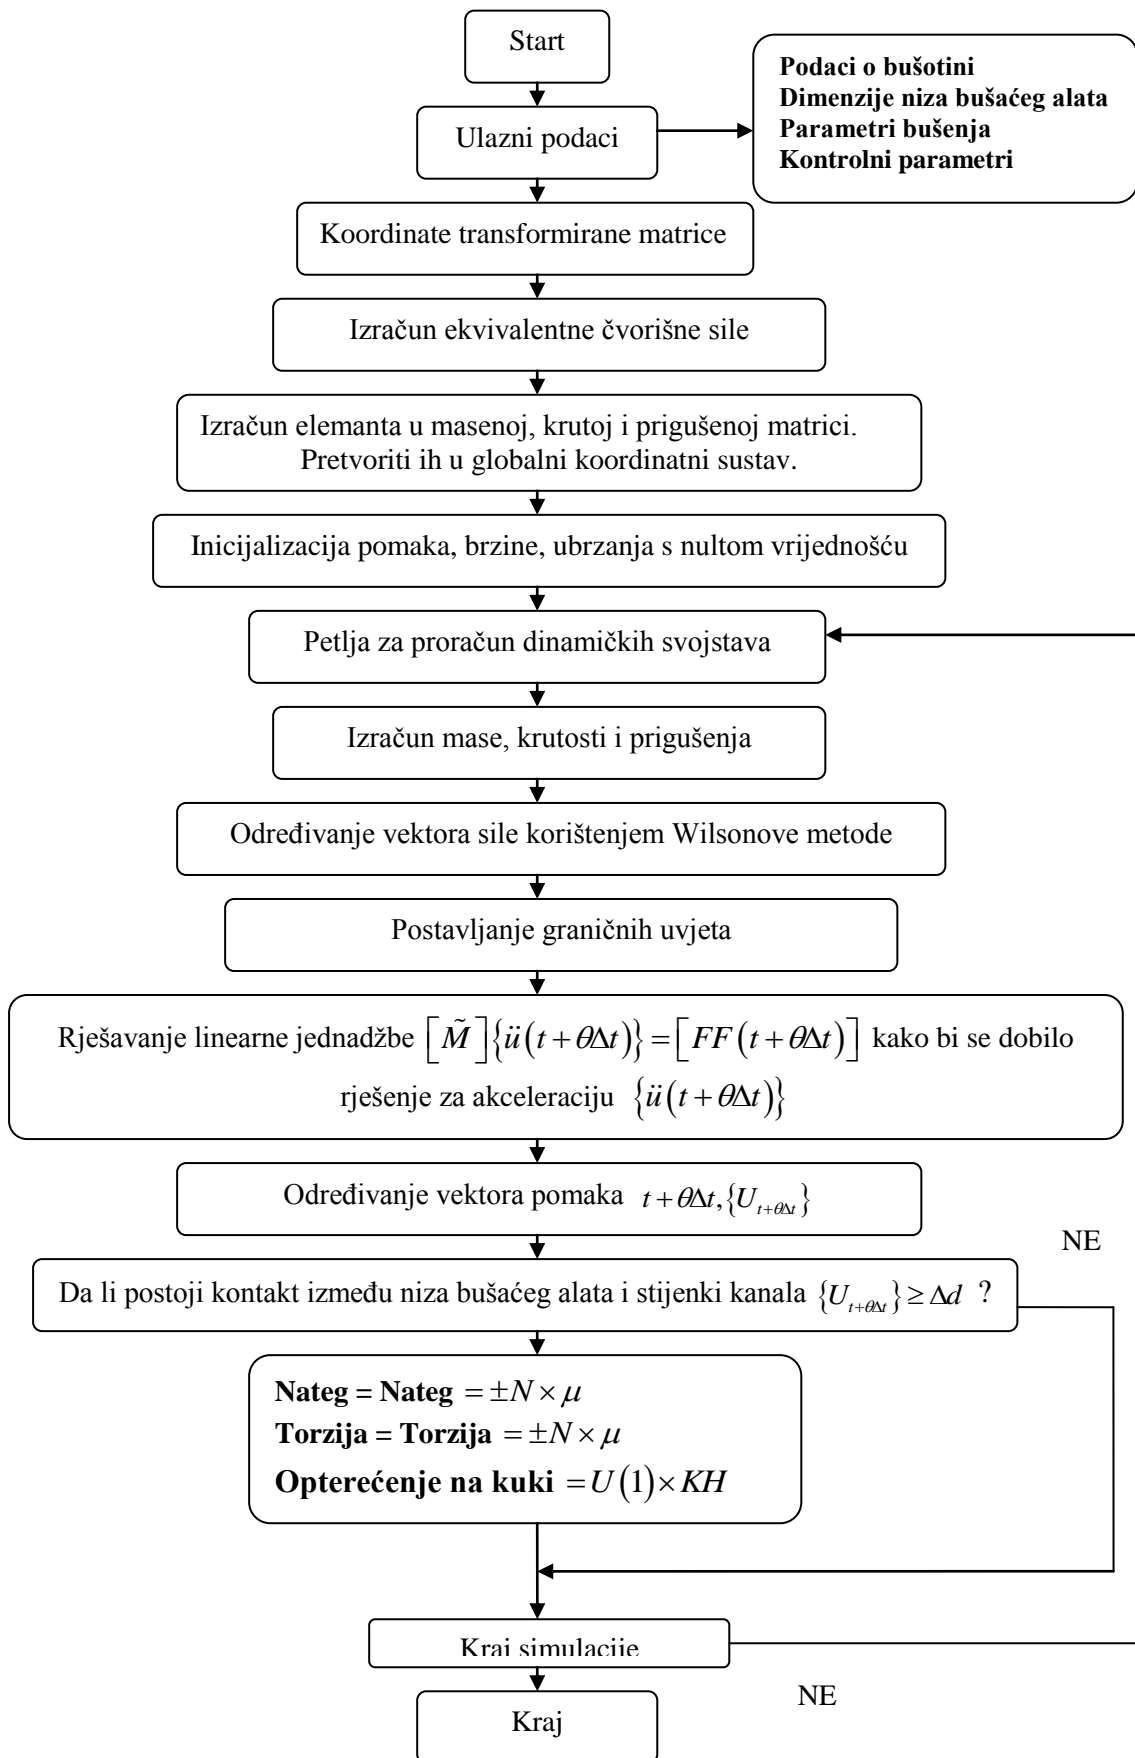 Start
Podaci o bušotini
Dimenzije niza bušaćeg alata
Parametri bušenja
Kontrolni parametri
Ulazni podaci
Koordinate transformirane matrice
Izračun ekvivalentne čvorišne sile
Izračun elemanta u masenoj, krutoj i prigušenoj matrici.
Pretvoriti ih u globalni koordinatni sustav.
Inicijalizacija pomaka, brzine, ubrzanja s nultom vrijednošću
Petlja za proračun dinamičkih svojstava
Izračun mase, krutosti i prigušenja
Određivanje vektora sile korištenjem Wilsonove metode
Postavljanje graničnih uvjeta
Rješavanje linearne jednadžbe [M̃]{ü(t + θΔt)} = [FF(t + θΔt)] kako bi se dobilo
rješenje za akceleraciju {ü(t + θΔt)}
Određivanje vektora pomaka t + θΔt, {U_{t+θΔt}}
NE
Da li postoji kontakt između niza bušaćeg alata i stijenki kanala {U_{t+θΔt}} ≥ Δd ?
Nateg = Nateg = ±N × μ
Torzija = Torzija = ±N × μ
Opterećenje na kuki = U(1) × KH
Kraj simulacije
NE
Kraj